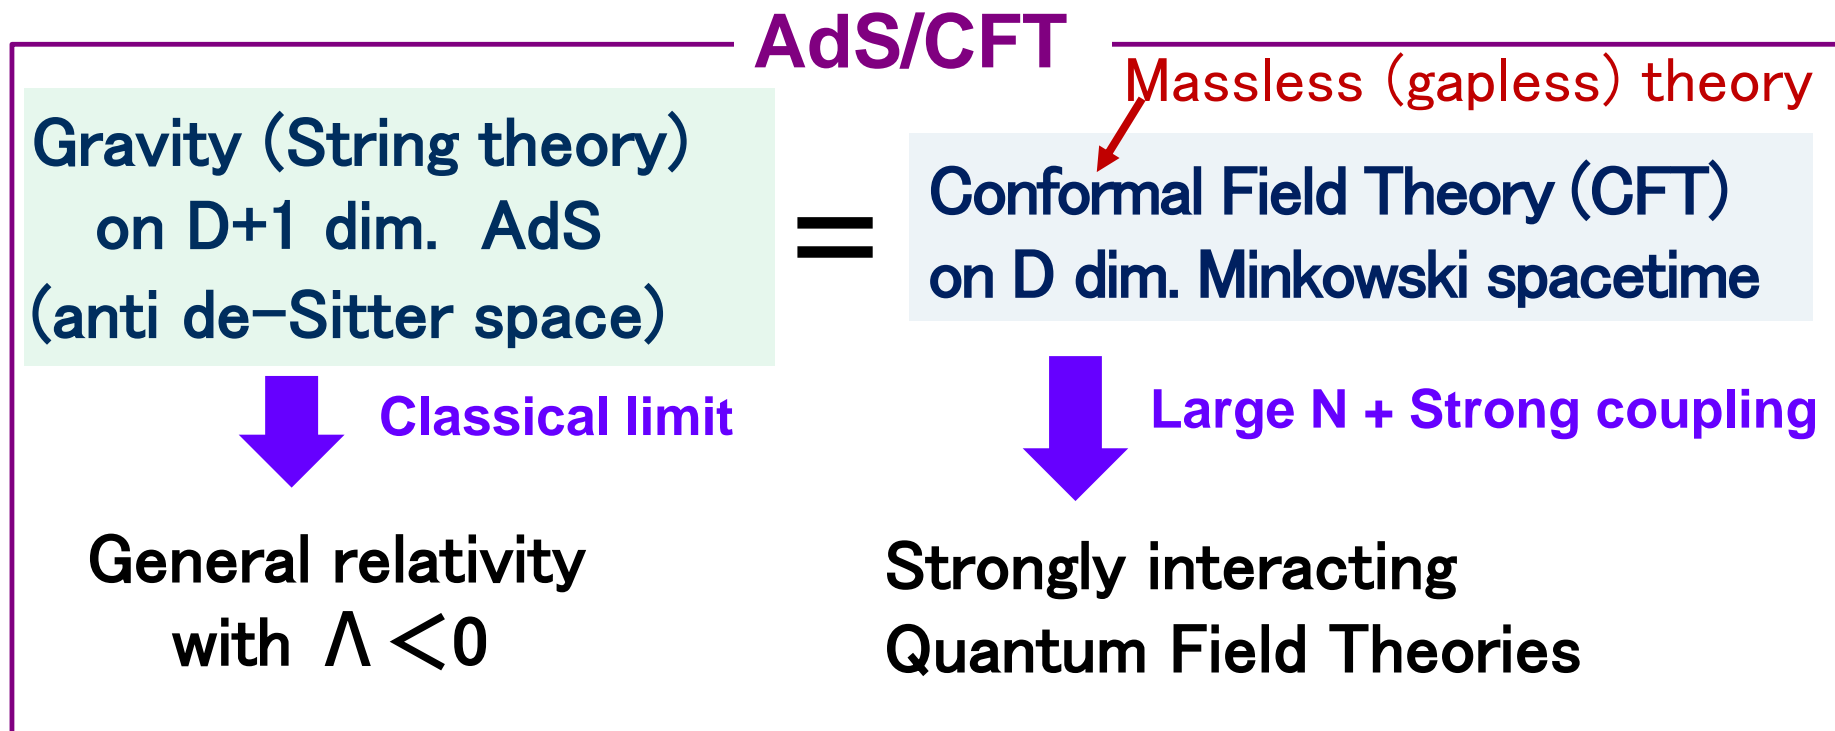 AdS/CFT
Massless (gapless) theory
Gravity (String theory)
on D+1 dim. AdS
(anti de-Sitter space)
=
Conformal Field Theory (CFT)
on D dim. Minkowski spacetime
Classical limit
Large N + Strong coupling
General relativity
with Λ <0
Strongly interacting
Quantum Field Theories